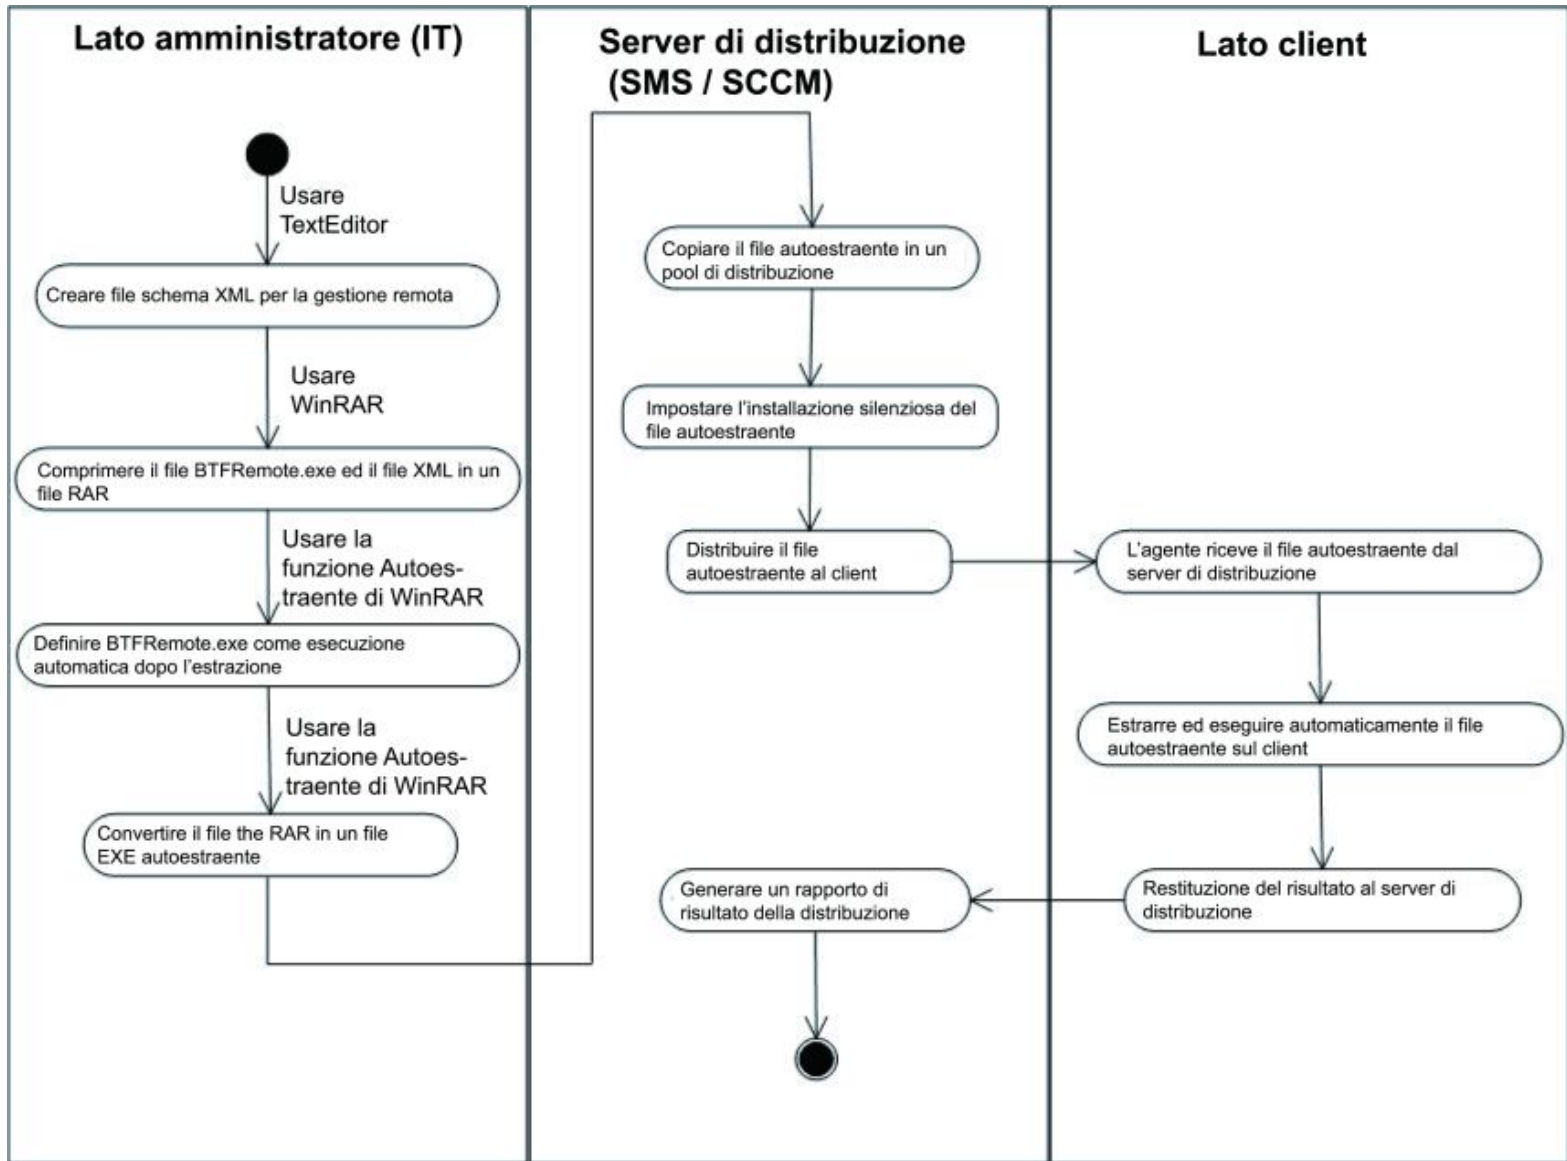 Lato amministratore (IT)
Usare
TextEditor
Creare file schema XML per la gestione remota
Usare
WinRAR
Comprimere il file BTFRemote.exe ed il file XML in un
file RAR
Usare la
funzione Autoes-
traente di WinRAR
Definire BTFRemote.exe come esecuzione
automatica dopo l'estrazione
Usare la
funzione Autoes-
traente di WinRAR
Convertire il file the RAR in un file
EXE autoestraente
Server di distribuzione
(SMS / SCCM)
Copiare il file autoestraente in un
pool di distribuzione
Impostare l'installazione silenziosa del
file autoestraente
Distribuire il file
autoestraente al client
Lato client
L'agente riceve il file autoestraente dal
server di distribuzione
Estrarre ed eseguire automaticamente il file
autoestraente sul client
Restituzione del risultato al server di
distribuzione
Generare un rapporto di
risultato della distribuzione